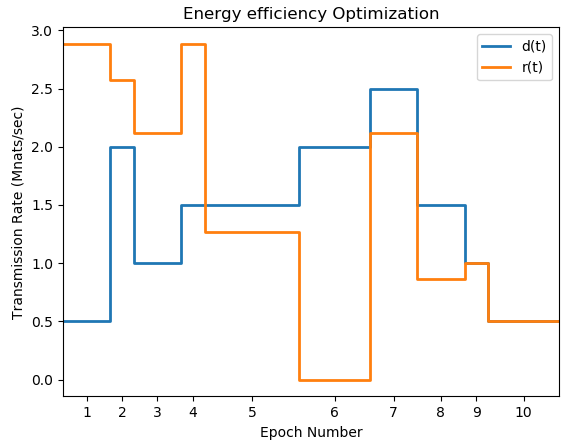 Energy efficiency Optimization
d(t)
r(t)
Transmission Rate (Mnats/sec)
3.0
2.5
2.0
1.5
1.0
0.5
0.0
1 2 3 4 5 6 7 8 9 10
Epoch Number